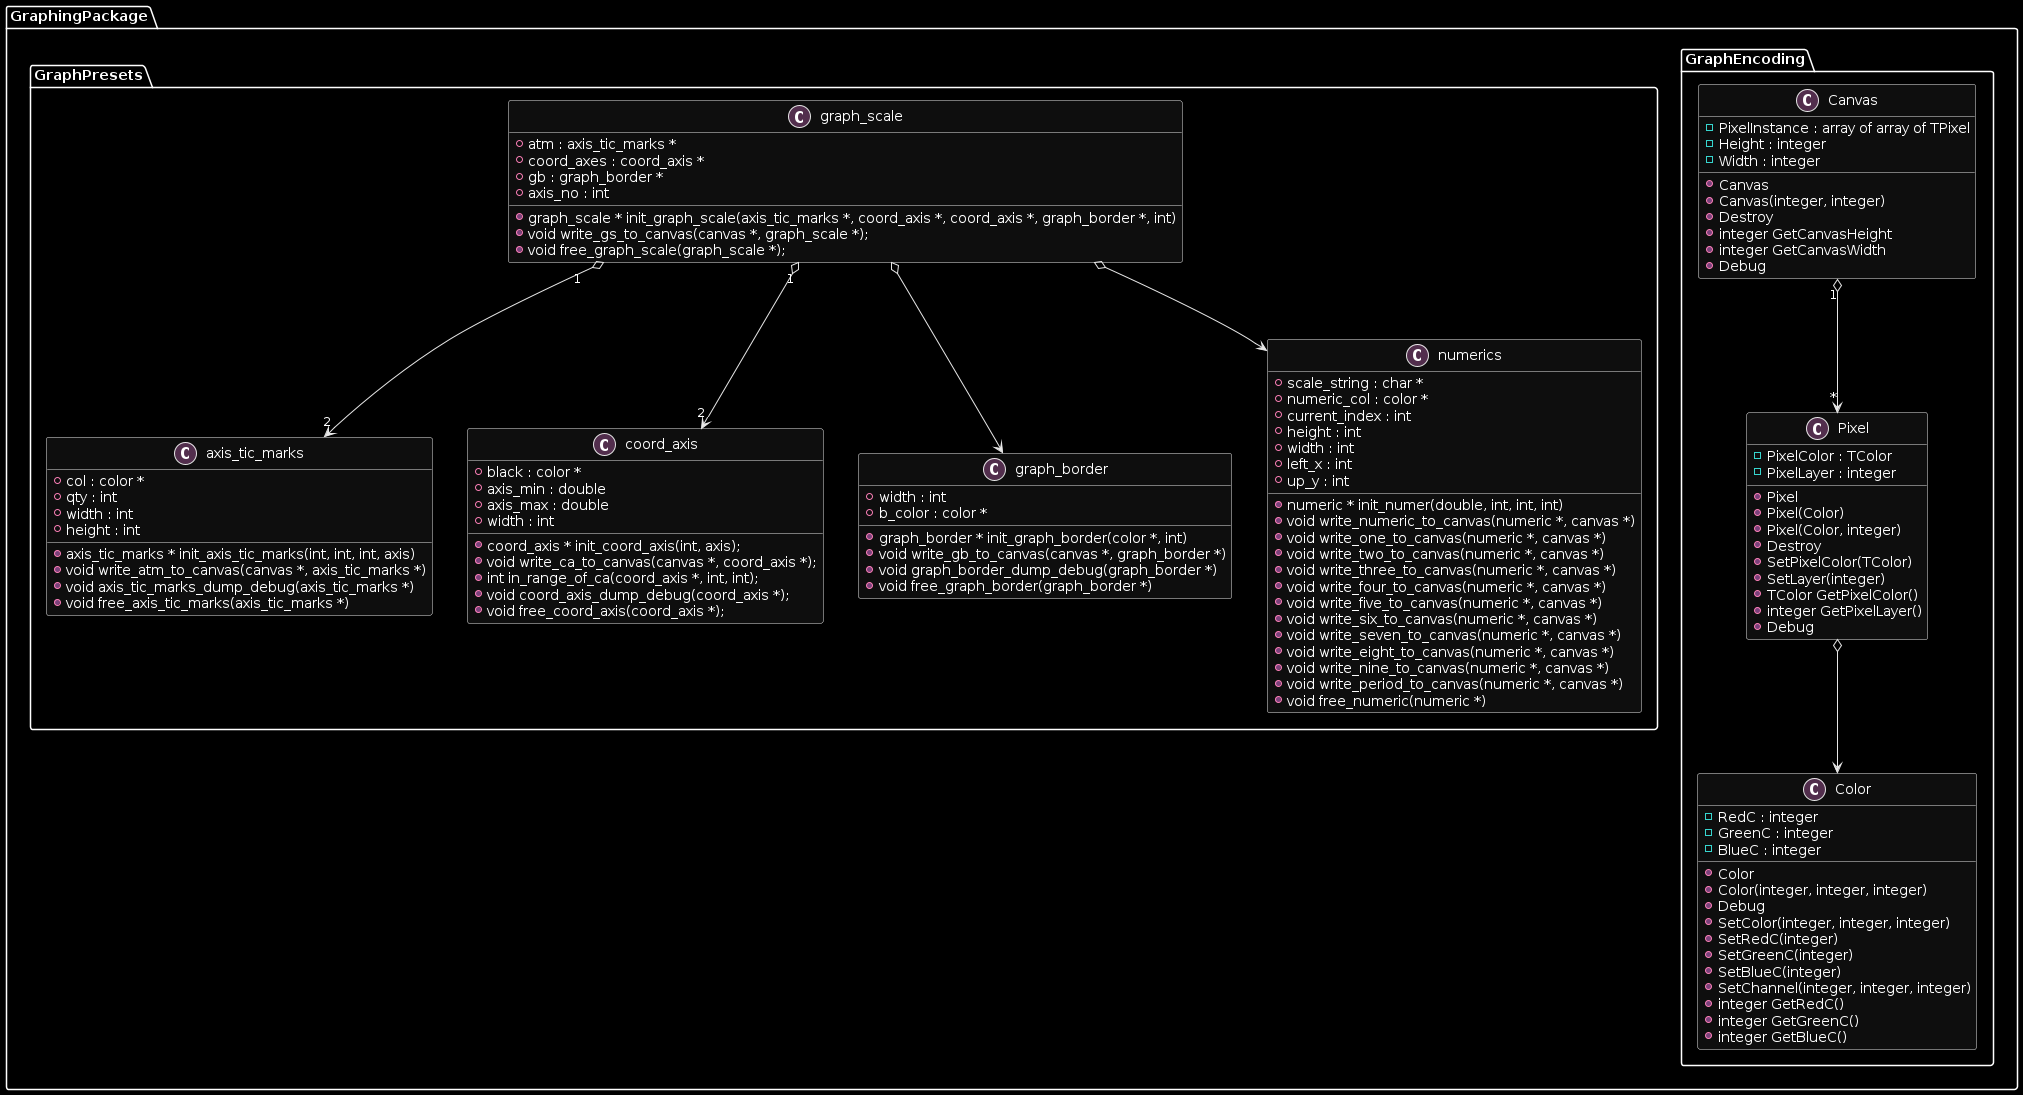 GraphingPackage
GraphPresets
graph_scale
atm : axis_tic_marks *
coord_axes : coord_axis *
gb : graph_border *
axis_no : int
graph_scale * init_graph_scale(axis_tic_marks *, coord_axis *, coord_axis *, graph_border *, int)
void write_gs_to_canvas(canvas *, graph_scale *);
void free_graph_scale(graph_scale *);
1
1
2
2
axis_tic_marks
col : color *
qty : int
width : int
height : int
axis_tic_marks * init_axis_tic_marks(int, int, int, axis)
void write_atm_to_canvas(canvas *, axis_tic_marks *)
void axis_tic_marks_dump_debug(axis_tic_marks *)
void free_axis_tic_marks(axis_tic_marks *)
coord_axis
black : color *
axis_min : double
axis_max : double
width : int
coord_axis * init_coord_axis(int, axis);
void write_ca_to_canvas(canvas *, coord_axis *);
int in_range_of_ca(coord_axis *, int, int);
void coord_axis_dump_debug(coord_axis *);
void free_coord_axis(coord_axis *);
graph_border
width : int
b_color : color *
graph_border * init_graph_border(color *, int)
void write_gb_to_canvas(canvas *, graph_border *)
void graph_border_dump_debug(graph_border *)
void free_graph_border(graph_border *)
numerics
scale_string : char *
numeric_col : color *
current_index : int
height : int
width : int
left_x : int
up_y : int
numeric * init_numer(double, int, int, int)
void write_numeric_to_canvas(numeric *, canvas *)
void write_one_to_canvas(numeric *, canvas *)
void write_two_to_canvas(numeric *, canvas *)
void write_three_to_canvas(numeric *, canvas *)
void write_four_to_canvas(numeric *, canvas *)
void write_five_to_canvas(numeric *, canvas *)
void write_six_to_canvas(numeric *, canvas *)
void write_seven_to_canvas(numeric *, canvas *)
void write_eight_to_canvas(numeric *, canvas *)
void write_nine_to_canvas(numeric *, canvas *)
void write_period_to_canvas(numeric *, canvas *)
void free_numeric(numeric *)
GraphEncoding
Canvas
PixelInstance : array of array of TPixel
Height : integer
Width : integer
Canvas
Canvas(integer, integer)
Destroy
integer GetCanvasHeight
integer GetCanvasWidth
Debug
1
*
Pixel
PixelColor : TColor
PixelLayer : integer
Pixel
Pixel(Color)
Pixel(Color, integer)
Destroy
SetPixelColor(TColor)
SetLayer(integer)
TColor GetPixelColor()
integer GetPixelLayer()
Debug
Color
RedC : integer
GreenC : integer
BlueC : integer
Color
Color(integer, integer, integer)
Debug
SetColor(integer, integer, integer)
SetRedC(integer)
SetGreenC(integer)
SetBlueC(integer)
SetChannel(integer, integer, integer)
integer GetRedC()
integer GetGreenC()
integer GetBlueC()